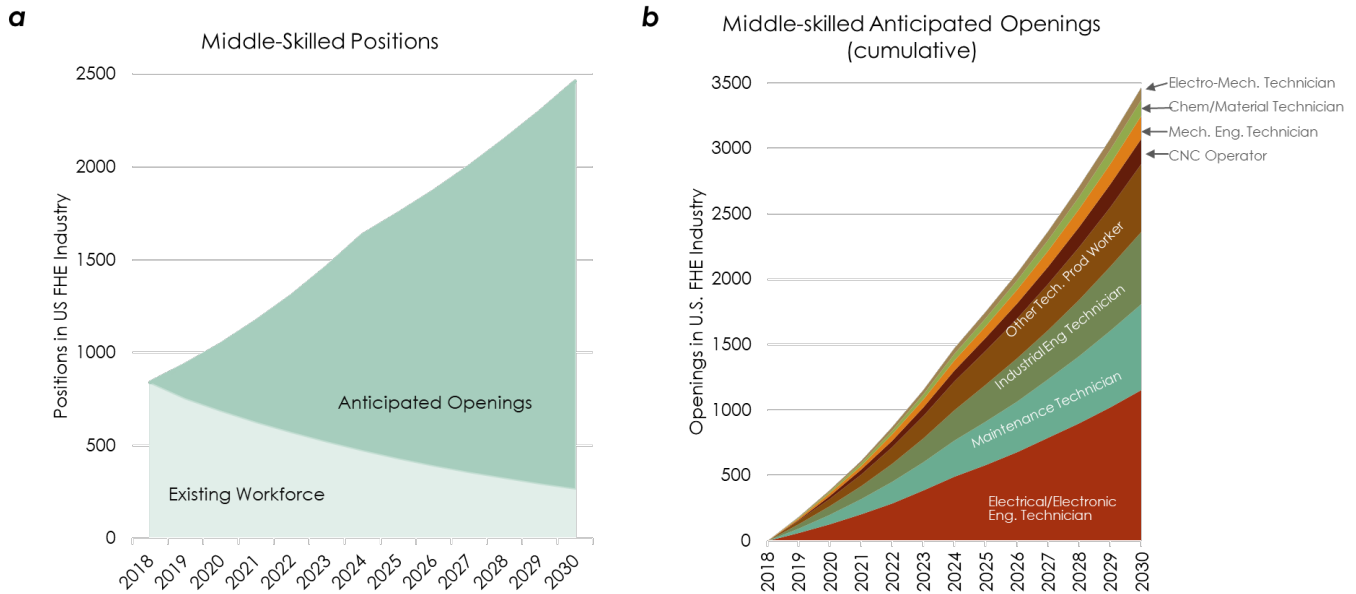 a
Middle-Skilled Positions
Positions in US FHE Industry
2500
2000
1500
1000
500
0
Anticipated Openings
Existing Workforce
2018
2019
2020
2021
2022
2023
2024
2025
2026
2027
2028
2029
2030
b
Middle-skilled Anticipated Openings
(cumulative)
Openings in U.S. FHE Industry
3500
3000
2500
2000
1500
1000
500
0
Electro-Mech. Technician
Chem/Material Technician
Mech. Eng. Technician
CNC Operator
Other Tech. Prod Worker
Industrial Eng Technician
Maintenance Technician
Electrical/Electronic
Eng. Technician
2018
2019
2020
2021
2022
2023
2024
2025
2026
2027
2028
2029
2030